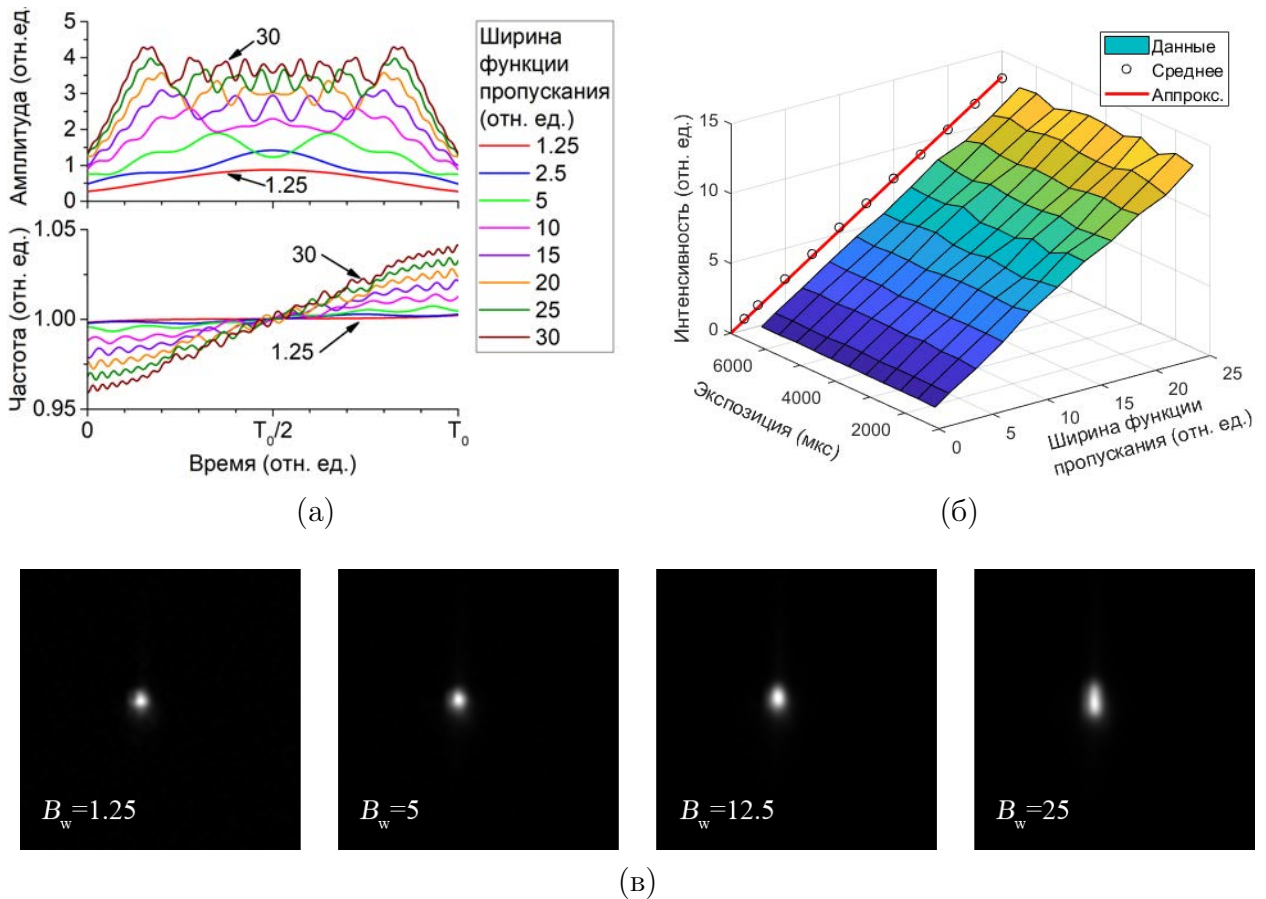 Амплитуда (отн.ед.)
5
4
3
2
1
0
30
1.25
Ширина
функции
пропускания
(отн. ед.)
1.25
2.5
5
10
15
20
25
30
Частота (отн. ед.)
1.05
1.00
0.95
30
1.25
0
T0/2
T0
Время (отн. ед.)
(а)
Данные
Среднее
Аппрокс.
Интенсивность (отн. ед.)
15
10
5
0
6000
4000
2000
Экспозиция (мкс)
0
5
10
15
20
25
Ширина функции
пропускания (отн. ед.)
(б)
Bw=1.25
Bw=5
Bw=12.5
Bw=25
(в)